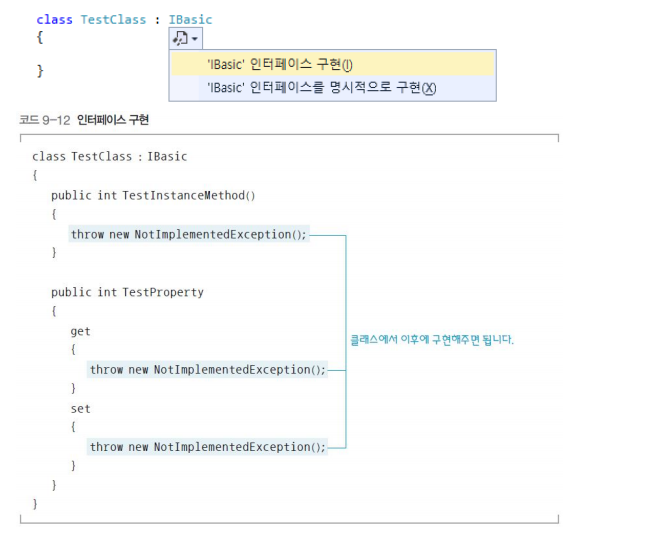 class TestClass : IBasic
{
'IBasic' 인터페이스 구현(I)
}
'IBasic' 인터페이스를 명시적으로 구현(X)
코드 9-12 인터페이스 구현
class TestClass : IBasic
{
public int TestInstanceMethod()
{
throw new NotImplementedException();
}
public int TestProperty
{
get
클래스에서 이후에 구현해주면 됩니다.
{
throw new NotImplementedException();
}
set
{
throw new NotImplementedException();
}
}
}